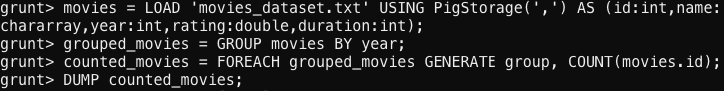 grunt> movies = LOAD 'movies_dataset.txt' USING PigStorage(',') AS (id:int,name:
chararray,year:int,rating:double,duration:int);
grunt> grouped_movies = GROUP movies BY year;
grunt> counted_movies = FOREACH grouped_movies GENERATE group, COUNT(movies.id);
grunt> DUMP counted_movies;